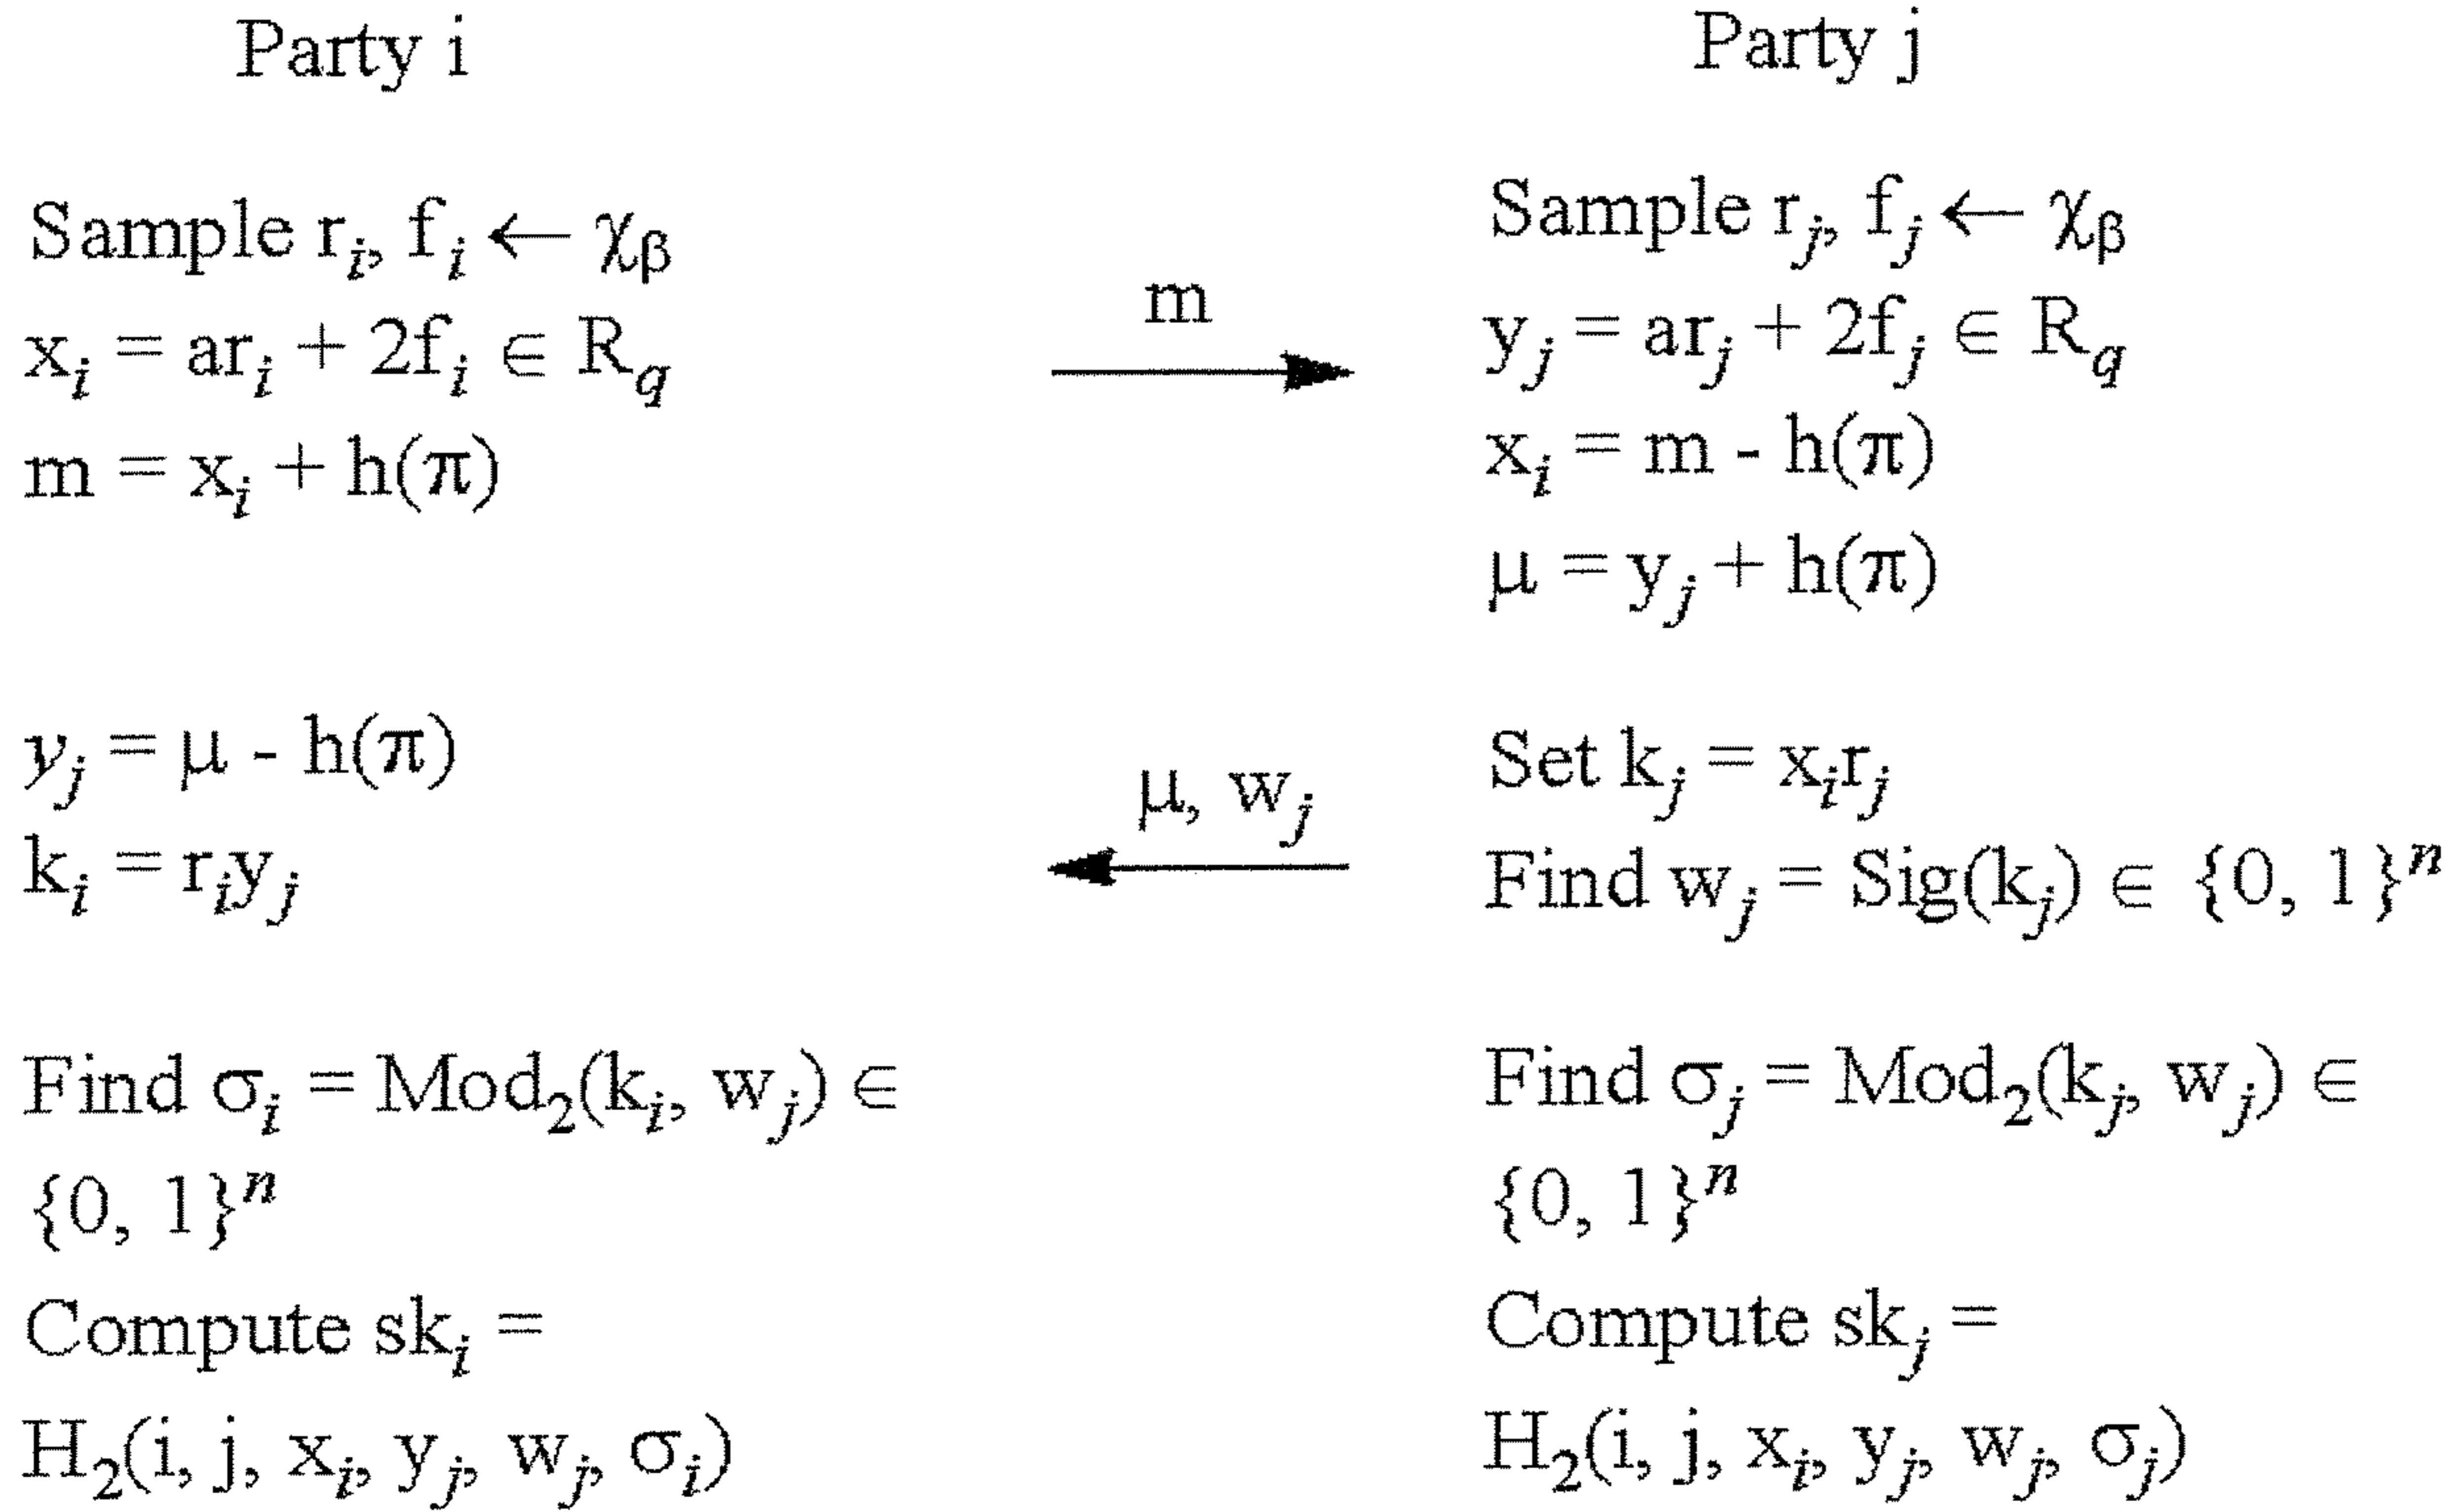 Party i
Sample r_i, f_i ← χ_β
x_i = ar_i + 2f_i ∈ R_q
m = x_i + h(π)
m
Party j
Sample r_j, f_j ← χ_β
y_j = ar_j + 2f_j ∈ R_q
x_i = m - h(π)
μ = y_j + h(π)
y_j = μ - h(π)
k_i = r_i y_j
μ, w_j
Set k_j = x_i r_j
Find w_j = Sig(k_j) ∈ {0, 1}^n
Find σ_i = Mod_2(k_i, w_j) ∈
{0, 1}^n
Compute sk_i =
H_2(i, j, x_i, y_j, w_j, σ_i)
Find σ_j = Mod_2(k_j, w_j) ∈
{0, 1}^n
Compute sk_j =
H_2(i, j, x_i, y_j, w_j, σ_j)